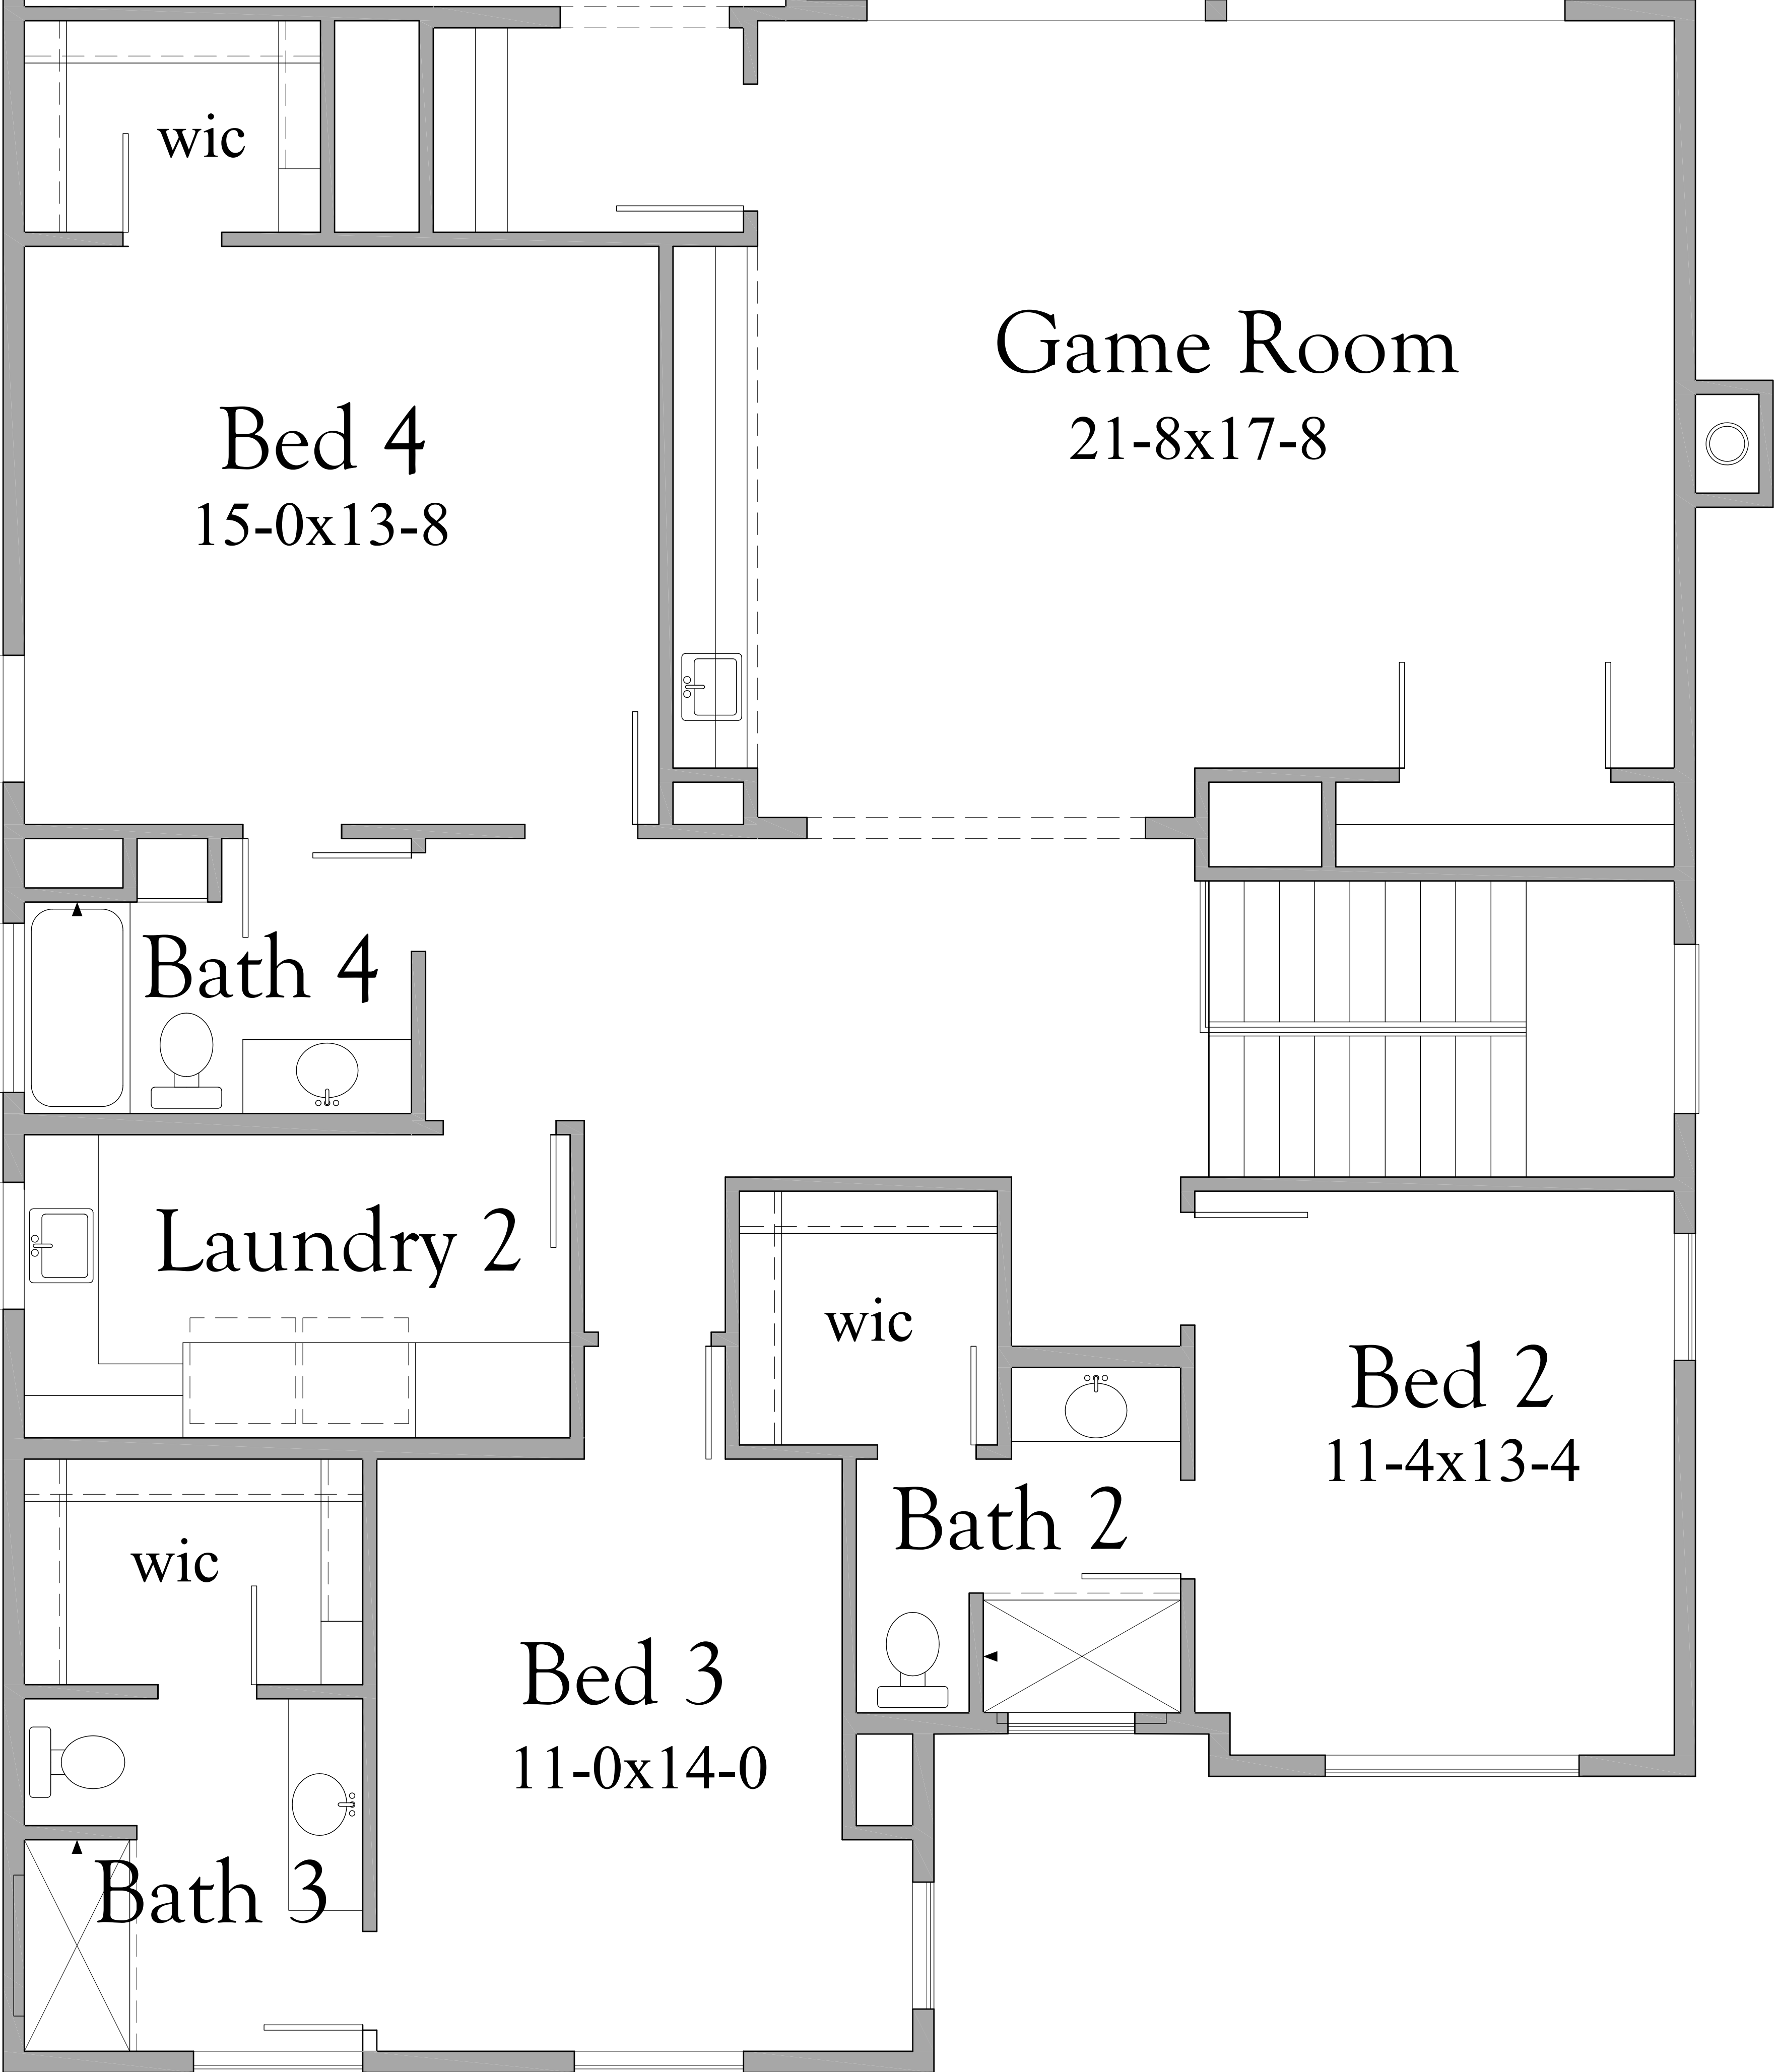 wic
Game Room
21-8x17-8
Bed 4
15-0x13-8
Bath 4
Laundry 2
wic
Bed 2
11-4x13-4
Bath 2
wic
Bed 3
11-0x14-0
Bath 3